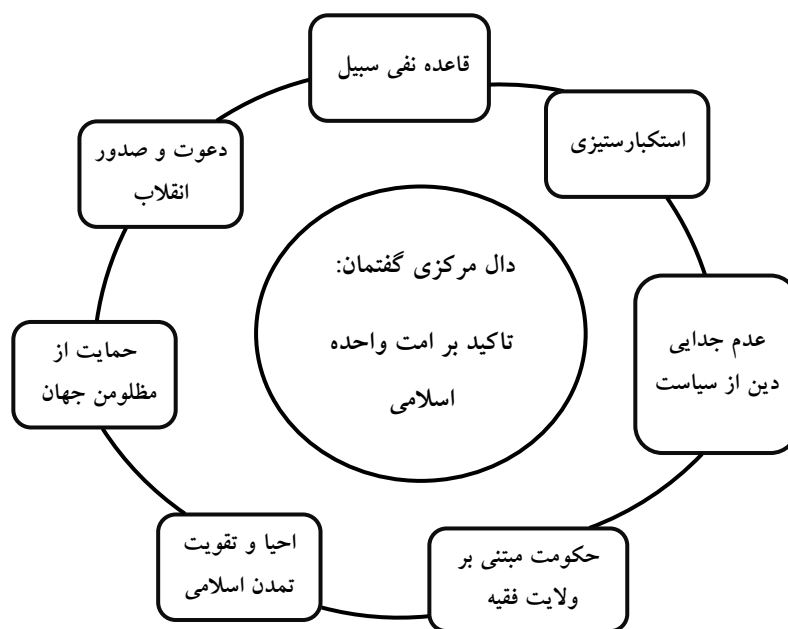 قاعده نفی سبیل
استکبارستیزی
عدم جدایی
دین از سیاست
حکومت مبتنی بر
ولایت فقیه
احیا و تقویت
تمدن اسلامی
حمایت از
مظلومن جهان
دعوت و صدور
انقلاب
دال مرکزی گفتمان:
تاکید بر امت واحده
اسلامی